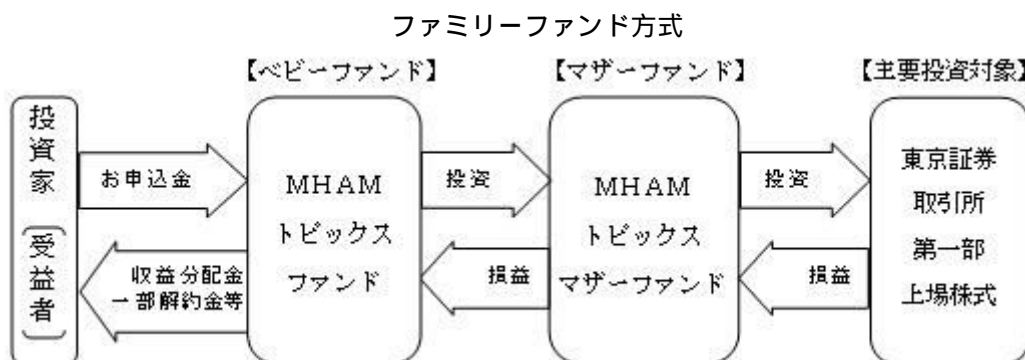 ファミリーファンド方式
【ベビーファンド】
【マザーファンド】
【主要投資対象】
投資家
〔受益者〕
お申込金
収益分配金
一部解約金等
MHAM
トピックス
ファンド
投資
損益
MHAM
トピックス
マザーファンド
投資
損益
東京証券
取引所
第一部
上場株式